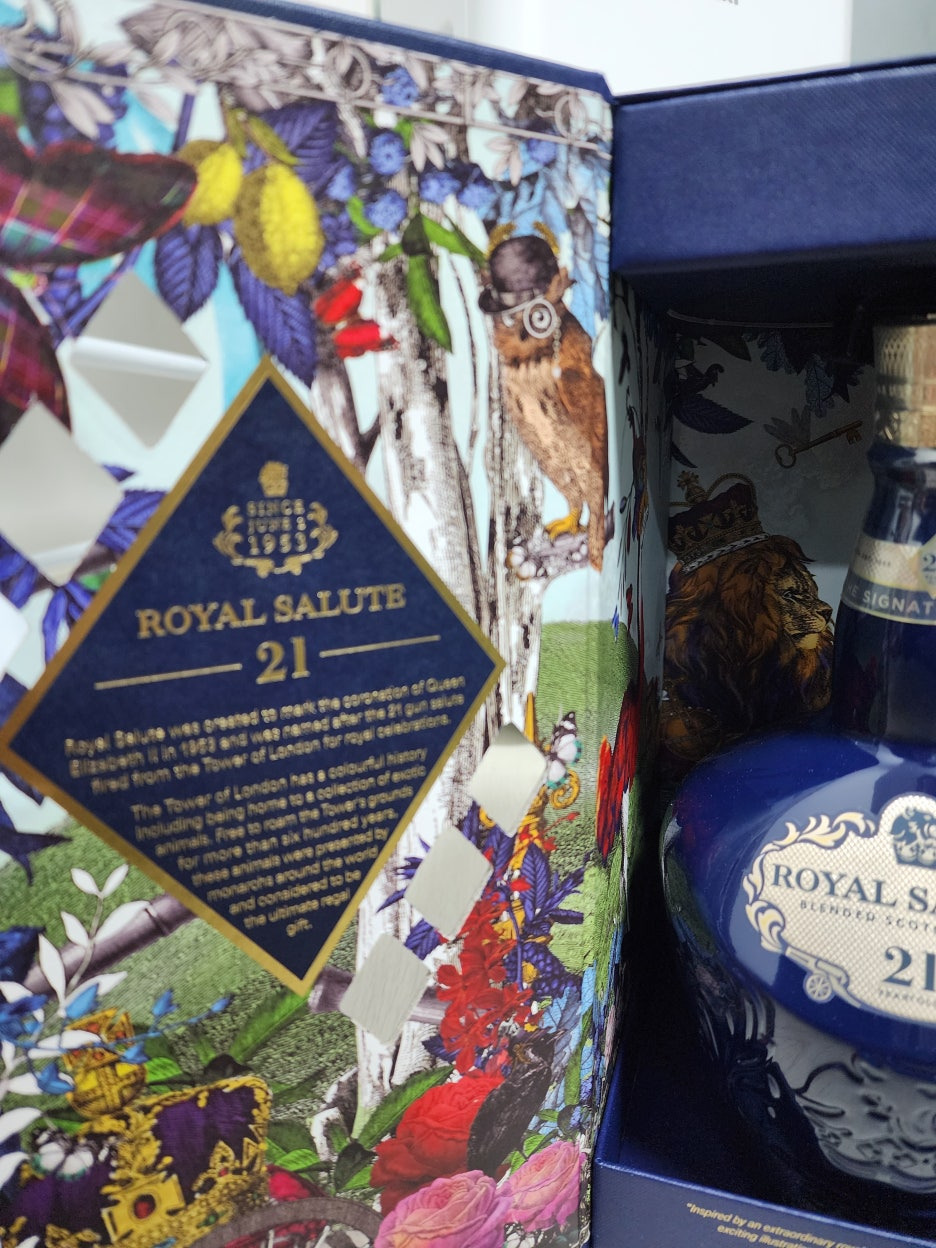 SINCE
JUNE 2
1953
ROYAL SALUTE
21
Royal Salute was created to mark the coronation of Queen
Elizabeth II in 1953 and was named after the 21 gun salute
fired from the Tower of London for royal celebrations.
The Tower of London has a colourful history
including being home to a collection of exotic
animals. Free to roam the Tower's grounds
for more than six hundred years,
these animals were presented by
monarchs around the world
and considered to be
the ultimate regal
gift.
SIGNAT
ROYAL SA
BLENDED SCOT
21
"Inspired by an extraordinary
exciting